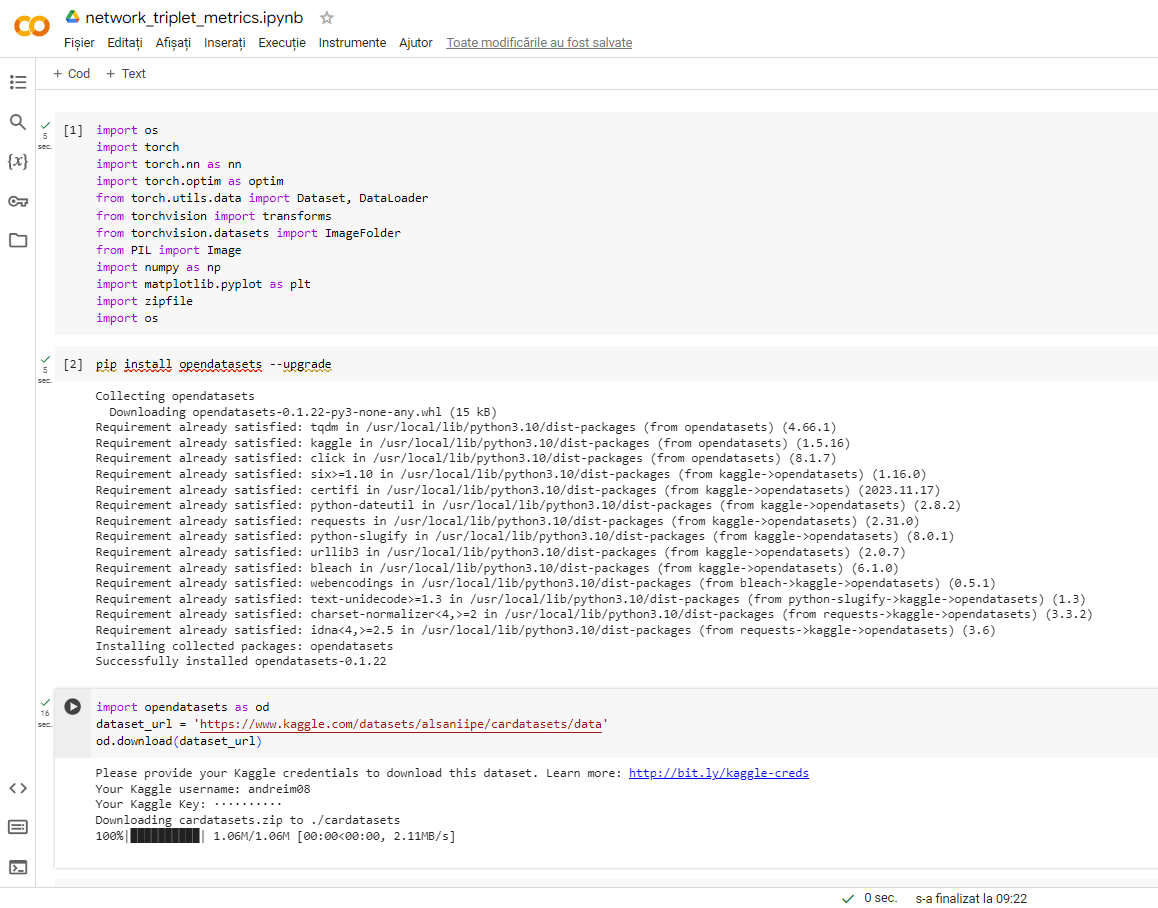 network_triplet_metrics.ipynb
Fișier Editați Afișați Inserați Execuție Instrumente Ajutor Toate modificările au fost salvate
+ Cod + Text
5 sec.
[1] import os
import torch
import torch.nn as nn
import torch.optim as optim
from torch.utils.data import Dataset, DataLoader
from torchvision import transforms
from torchvision.datasets import ImageFolder
from PIL import Image
import numpy as np
import matplotlib.pyplot as plt
import zipfile
import os
5 sec.
[2] pip install opendatasets --upgrade
Collecting opendatasets
Downloading opendatasets-0.1.22-py3-none-any.whl (15 kB)
Requirement already satisfied: tqdm in /usr/local/lib/python3.10/dist-packages (from opendatasets) (4.66.1)
Requirement already satisfied: kaggle in /usr/local/lib/python3.10/dist-packages (from opendatasets) (1.5.16)
Requirement already satisfied: click in /usr/local/lib/python3.10/dist-packages (from opendatasets) (8.1.7)
Requirement already satisfied: six>=1.10 in /usr/local/lib/python3.10/dist-packages (from kaggle->opendatasets) (1.16.0)
Requirement already satisfied: certifi in /usr/local/lib/python3.10/dist-packages (from kaggle->opendatasets) (2023.11.17)
Requirement already satisfied: python-dateutil in /usr/local/lib/python3.10/dist-packages (from kaggle->opendatasets) (2.8.2)
Requirement already satisfied: requests in /usr/local/lib/python3.10/dist-packages (from kaggle->opendatasets) (2.31.0)
Requirement already satisfied: python-slugify in /usr/local/lib/python3.10/dist-packages (from kaggle->opendatasets) (8.0.1)
Requirement already satisfied: urllib3 in /usr/local/lib/python3.10/dist-packages (from kaggle->opendatasets) (2.0.7)
Requirement already satisfied: bleach in /usr/local/lib/python3.10/dist-packages (from kaggle->opendatasets) (6.1.0)
Requirement already satisfied: webencodings in /usr/local/lib/python3.10/dist-packages (from bleach->kaggle->opendatasets) (0.5.1)
Requirement already satisfied: text-unidecode>=1.3 in /usr/local/lib/python3.10/dist-packages (from python-slugify->kaggle->opendatasets) (1.3)
Requirement already satisfied: charset-normalizer<4,>=2 in /usr/local/lib/python3.10/dist-packages (from requests->kaggle->opendatasets) (3.3.2)
Requirement already satisfied: idna<4,>=2.5 in /usr/local/lib/python3.10/dist-packages (from requests->kaggle->opendatasets) (3.6)
Installing collected packages: opendatasets
Successfully installed opendatasets-0.1.22
16 sec.
import opendatasets as od
dataset_url = 'https://www.kaggle.com/datasets/alsaniipe/cardatasets/data'
od.download(dataset_url)
Please provide your Kaggle credentials to download this dataset. Learn more: http://bit.ly/kaggle-creds
Your Kaggle username: andreim08
Your Kaggle Key: ··········
Downloading cardatasets.zip to ./cardatasets
100%|██████████| 1.06M/1.06M [00:00<00:00, 2.11MB/s]
0 sec. s-a finalizat la 09:22